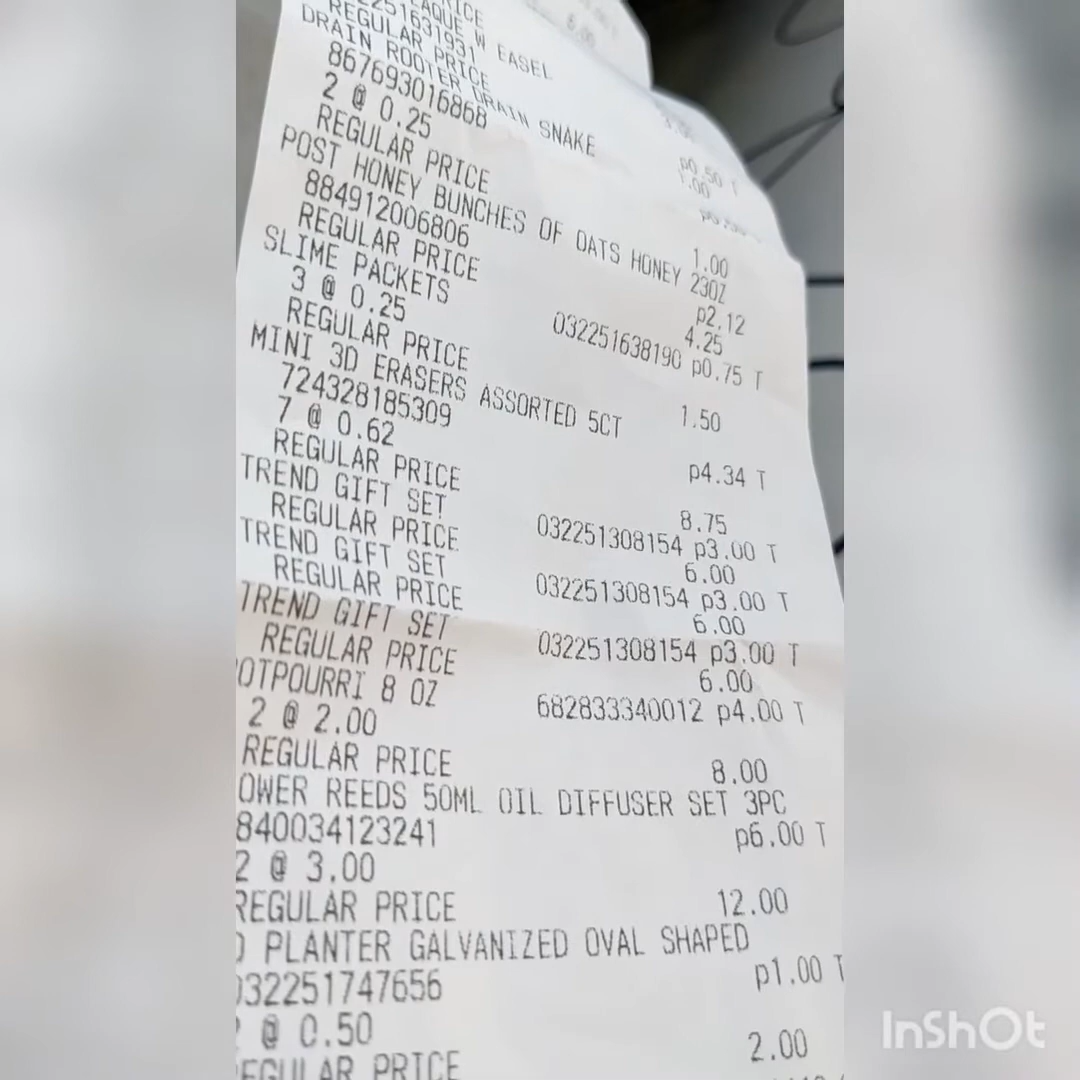 EASEL
REGULAR PRICE
DRAIN ROOTER DRAIN SNAKE
867693016868 p0.50 T
2 @ 0.25 1.00
REGULAR PRICE
POST HONEY BUNCHES OF OATS HONEY 23OZ 1.00
884912006806 p2.12
REGULAR PRICE 4.25
SLIME PACKETS 032251638190 p0.75 T
3 @ 0.25
REGULAR PRICE 1.50
MINI 3D ERASERS ASSORTED 5CT
724328185309 p4.34 T
7 @ 0.62
REGULAR PRICE 8.75
TREND GIFT SET 032251308154 p3.00 T
REGULAR PRICE 6.00
TREND GIFT SET 032251308154 p3.00 T
REGULAR PRICE 6.00
TREND GIFT SET 032251308154 p3.00 T
REGULAR PRICE 6.00
OTPOURRI 8 OZ 682833340012 p4.00 T
2 @ 2.00
REGULAR PRICE 8.00
OWER REEDS 50ML OIL DIFFUSER SET 3PC
840034123241 p6.00 T
2 @ 3.00
REGULAR PRICE 12.00
PLANTER GALVANIZED OVAL SHAPED
32251747656 p1.00 T
@ 0.50
REGULAR PRICE 2.00
InShOt